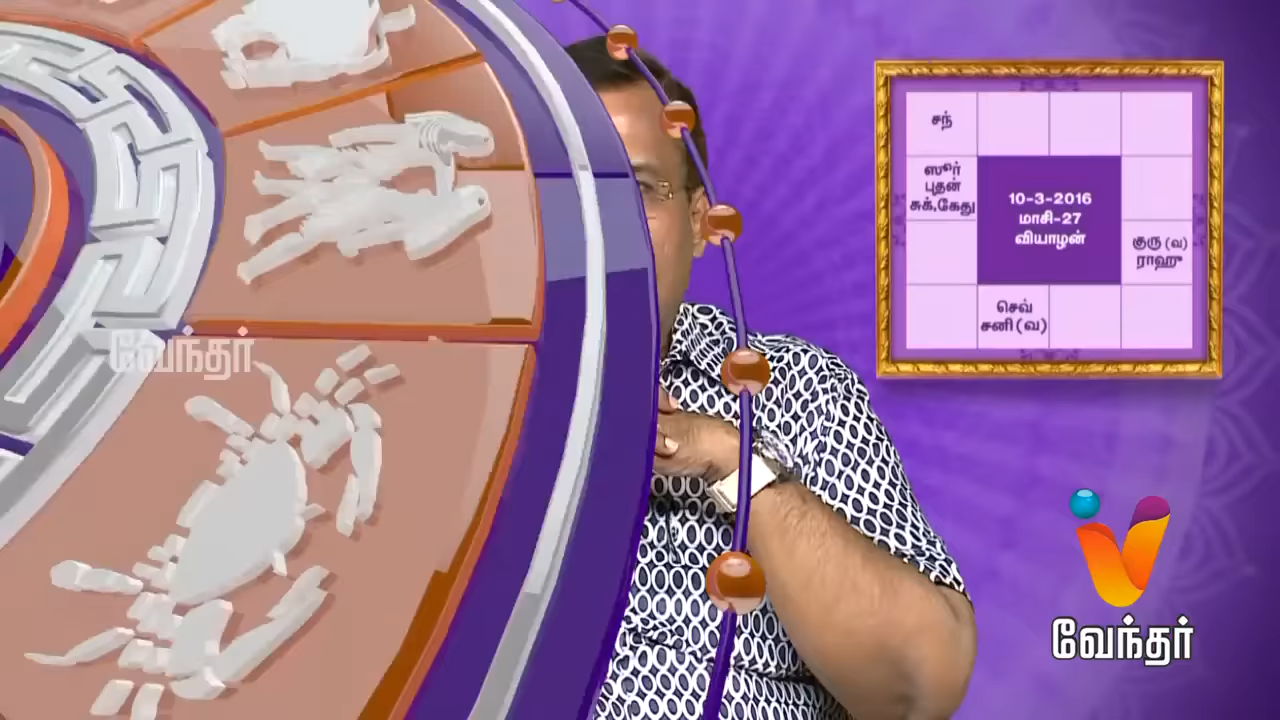 சந்
ஸூர்
புதன்
சுக்,கேது
10-3-2016
மாசி-27
வியாழன்
குரு (வ)
ராஹு
செவ்
சனி (வ)
வேந்தர்
வேந்தர்